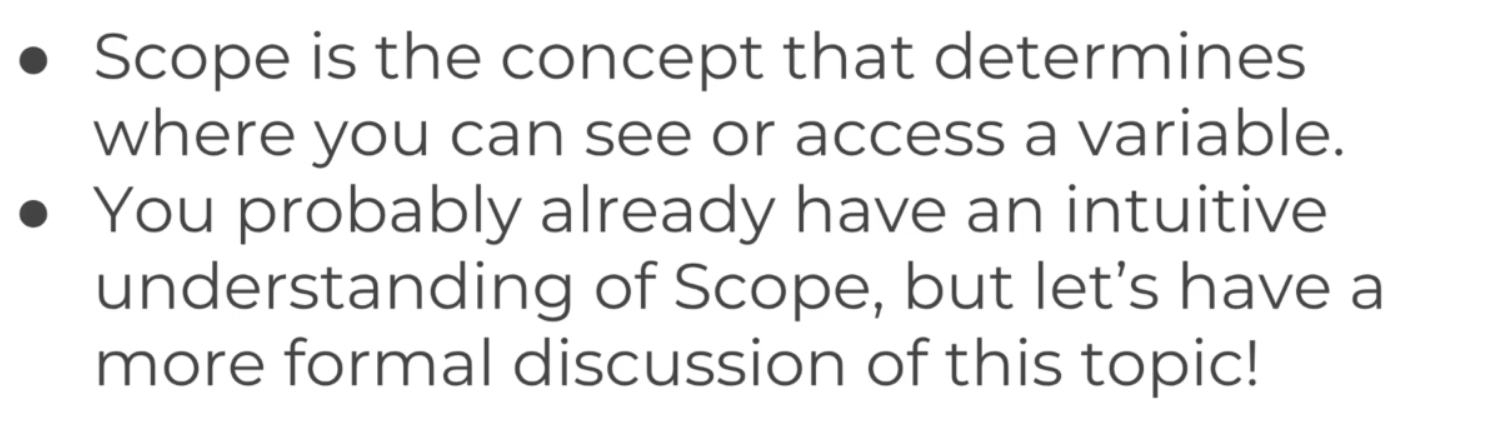 ● Scope is the concept that determines
where you can see or access a variable.
● You probably already have an intuitive
understanding of Scope, but let’s have a
more formal discussion of this topic!